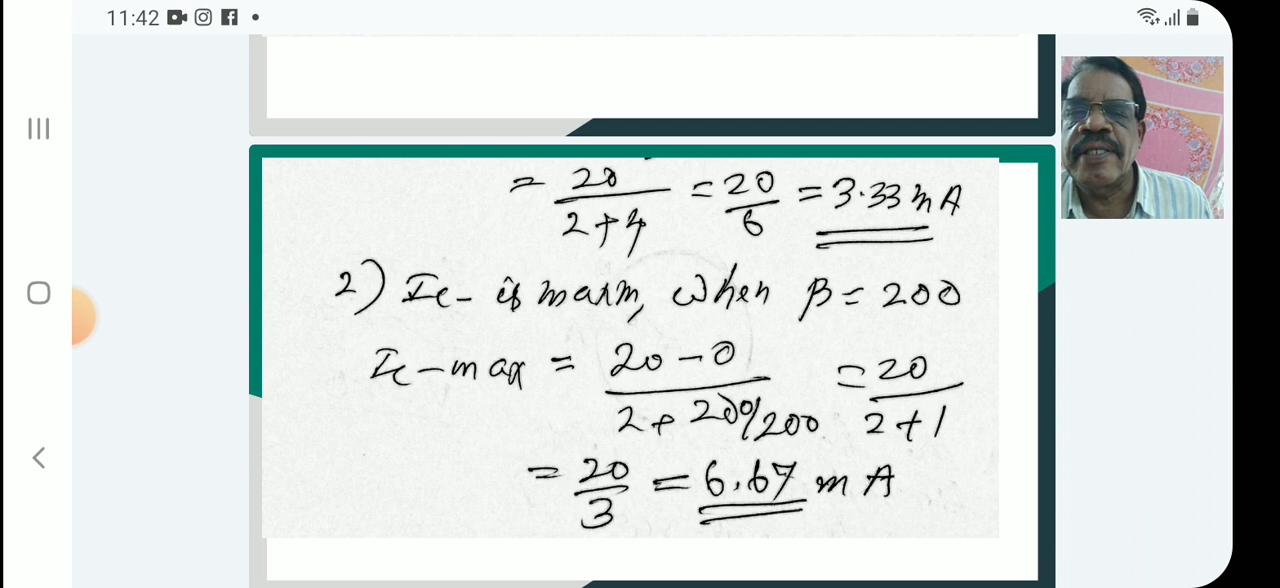 11:42
= 20/2+4 = 20/6 = 3.33 mA
2) Ic- is maxm, when β = 200
Ic-max = 20-0/2+200/200 = 20/2+1
= 20/3 = 6.67 mA